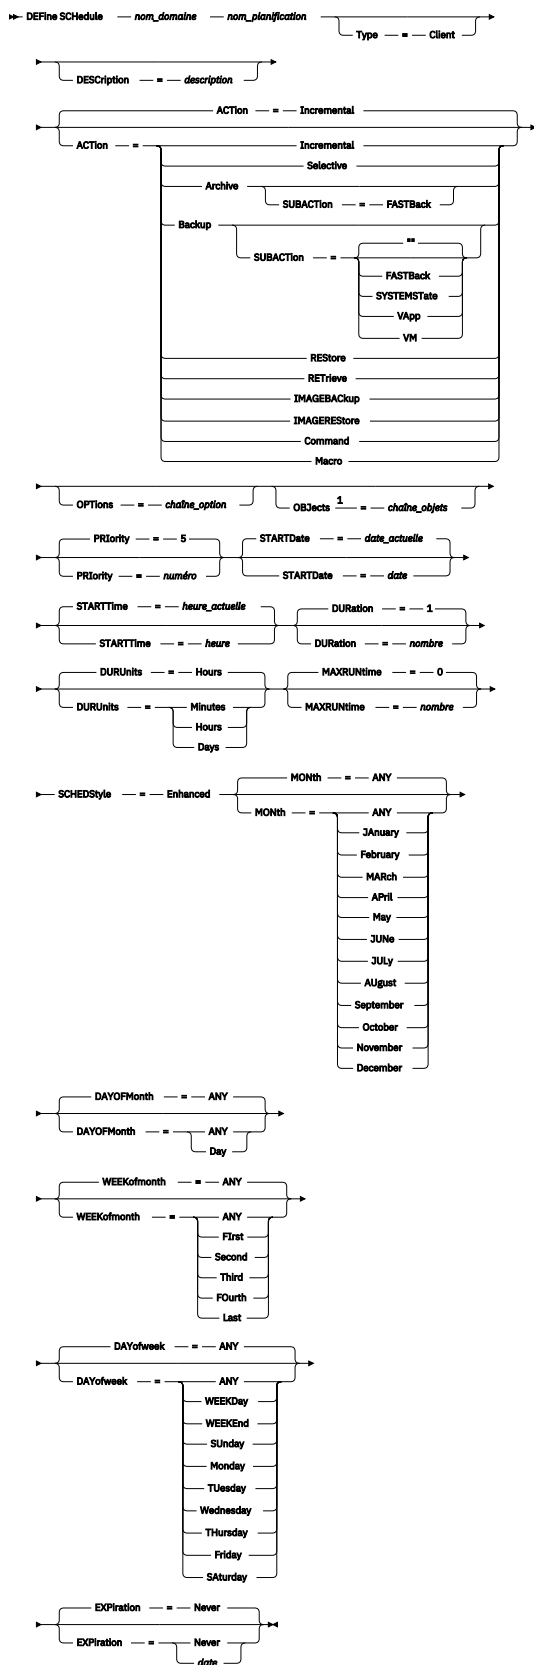 DEFine SCHedule nom_domaine nom_planification
Type = Client
DESCription = description
ACTion = Incremental
ACTion = Incremental
Selective
Archive
SUBACTion = FASTBack
Backup
""
SUBACTion =
FASTBack
SYSTEMSTate
VApp
VM
REStore
RETrieve
IMAGEBACkup
IMAGEREStore
Command
Macro
OPTions = chaîne_option
OBJects 1 = chaîne_objets
PRIority = 5 STARTDate = date_actuelle
PRIority = numéro STARTDate = date
STARTTime = heure_actuelle DURation = 1
STARTTime = heure DURation = nombre
DURUnits = Hours MAXRUNtime = 0
DURUnits = Minutes MAXRUNtime = nombre
Hours
Days
MONth = ANY
SCHEDStyle = Enhanced
MONth = ANY
JAnuary
February
MARch
APril
May
JUNe
JULy
AUgust
September
October
November
December
DAYOFMonth = ANY
DAYOFMonth = ANY
Day
WEEKofmonth = ANY
WEEKofmonth = ANY
FIrst
Second
Third
FOurth
Last
DAYofweek = ANY
DAYofweek = ANY
WEEKDay
WEEKEnd
SUnday
Monday
TUesday
Wednesday
THursday
Friday
SAturday
EXPiration = Never
EXPiration = Never
date